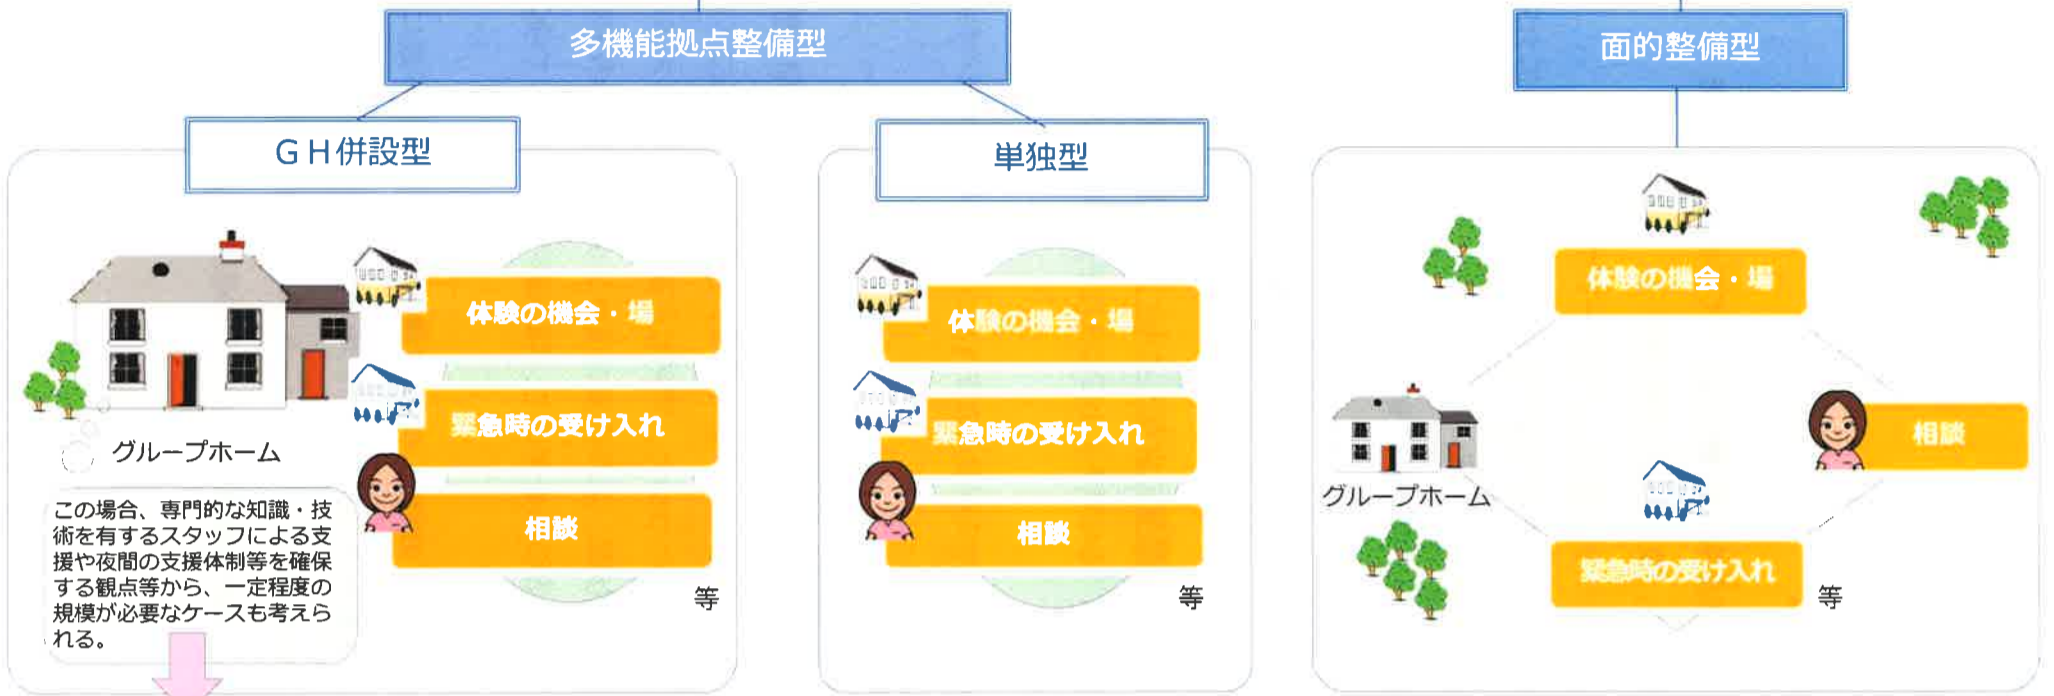 多機能拠点整備型
面的整備型
ＧＨ併設型
単独型
体験の機会・場
緊急時の受け入れ
相談
等
グループホーム
この場合、専門的な知識・技
術を有するスタッフによる支
援や夜間の支援体制等を確保
する観点等から、一定程度の
規模が必要なケースも考えら
れる。
体験の機会・場
緊急時の受け入れ
相談
等
体験の機会・場
相談
グループホーム
緊急時の受け入れ
等